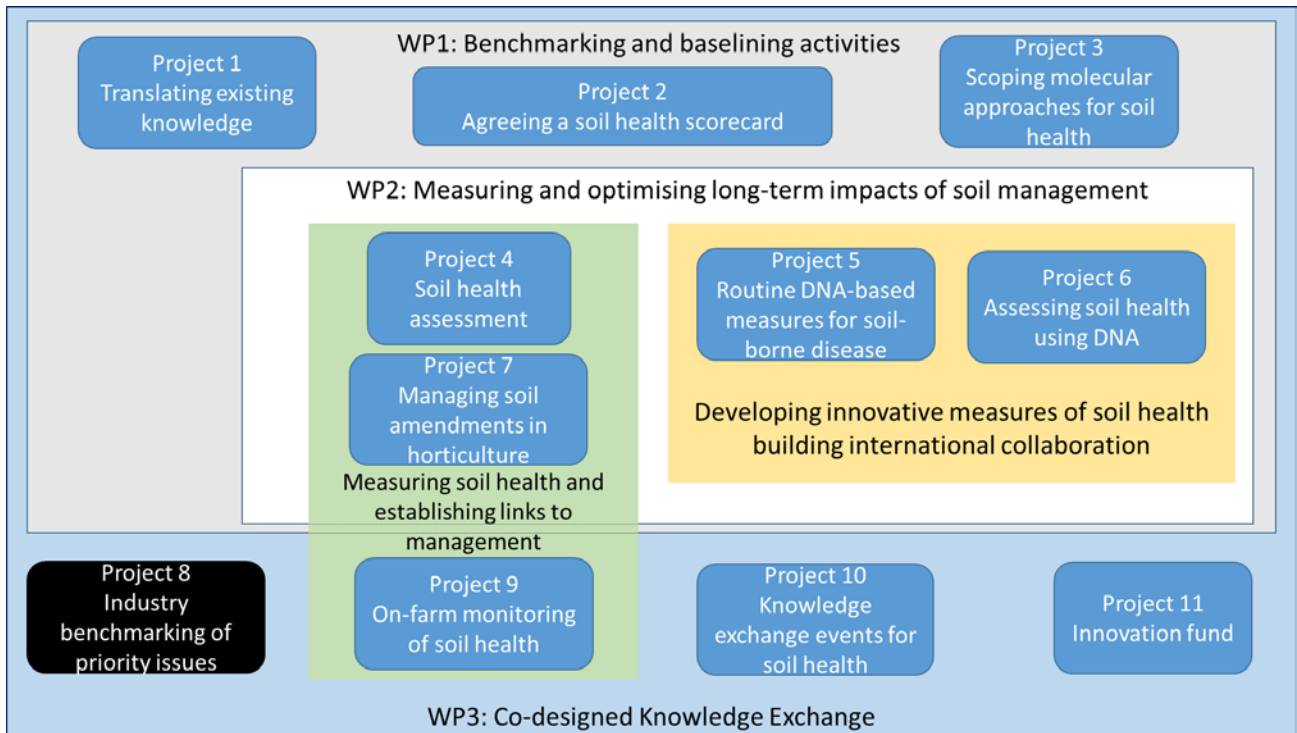 WP1: Benchmarking and baselining activities
Project 1
Translating existing
knowledge
Project 2
Agreeing a soil health scorecard
Project 3
Scoping molecular
approaches for soil
health
WP2: Measuring and optimising long-term impacts of soil management
Project 4
Soil health
assessment
Project 7
Managing soil
amendments in
horticulture
Measuring soil health and
establishing links to
management
Project 5
Routine DNA-based
measures for soil-
borne disease
Project 6
Assessing soil health
using DNA
Developing innovative measures of soil health
building international collaboration
Project 8
Industry
benchmarking of
priority issues
Project 9
On-farm monitoring
of soil health
Project 10
Knowledge
exchange events for
soil health
Project 11
Innovation fund
WP3: Co-designed Knowledge Exchange